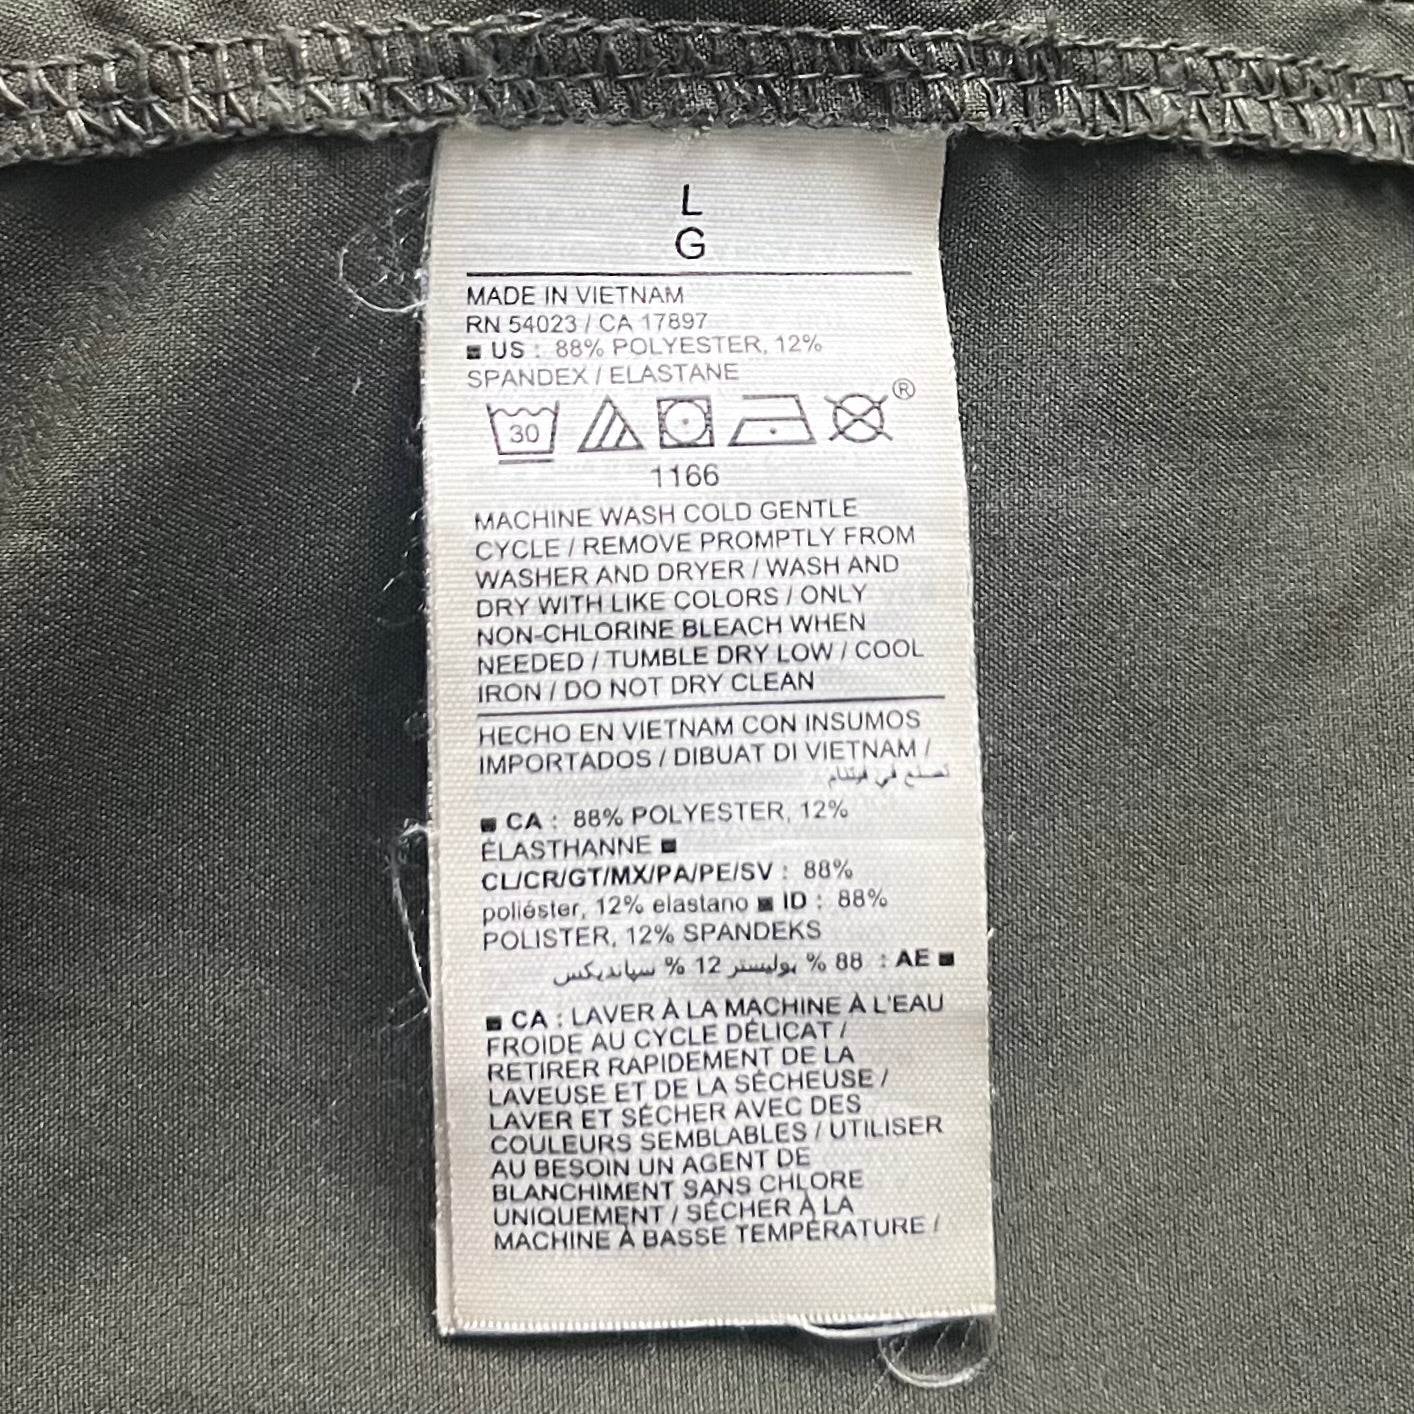 L
G
MADE IN VIETNAM
RN 54023 / CA 17897
■ US : 88% POLYESTER, 12%
SPANDEX / ELASTANE
30 ®
1166
MACHINE WASH COLD GENTLE
CYCLE / REMOVE PROMPTLY FROM
WASHER AND DRYER / WASH AND
DRY WITH LIKE COLORS / ONLY
NON-CHLORINE BLEACH WHEN
NEEDED / TUMBLE DRY LOW / COOL
IRON / DO NOT DRY CLEAN
HECHO EN VIETNAM CON INSUMOS
IMPORTADOS / DIBUAT DI VIETNAM /
تصنع في فيتنام
■ CA : 88% POLYESTER, 12%
ÉLASTHANNE ■
CL/CR/GT/MX/PA/PE/SV : 88%
poliéster, 12% elastano ■ ID : 88%
POLISTER, 12% SPANDEKS
■ AE : 88 % بوليستر 12 % سباندیکس
■ CA : LAVER À LA MACHINE À L'EAU
FROIDE AU CYCLE DÉLICAT /
RETIRER RAPIDEMENT DE LA
LAVEUSE ET DE LA SÉCHEUSE /
LAVER ET SÉCHER AVEC DES
COULEURS SEMBLABLES / UTILISER
AU BESOIN UN AGENT DE
BLANCHIMENT SANS CHLORE
UNIQUEMENT / SÉCHER À LA
MACHINE À BASSE TEMPÉRATURE /